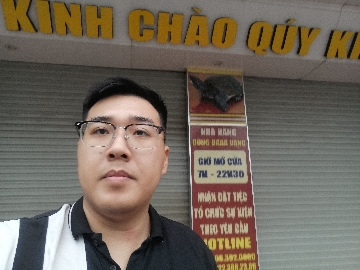 KÍNH CHÀO QUÝ KH
NHÀ HÀNG
GIỜ MỞ CỬA
7H - 22H30
NHẬN ĐẶT TIỆC
TỔ CHỨC SỰ KIỆN
THEO YÊU CẦU
HOTLINE